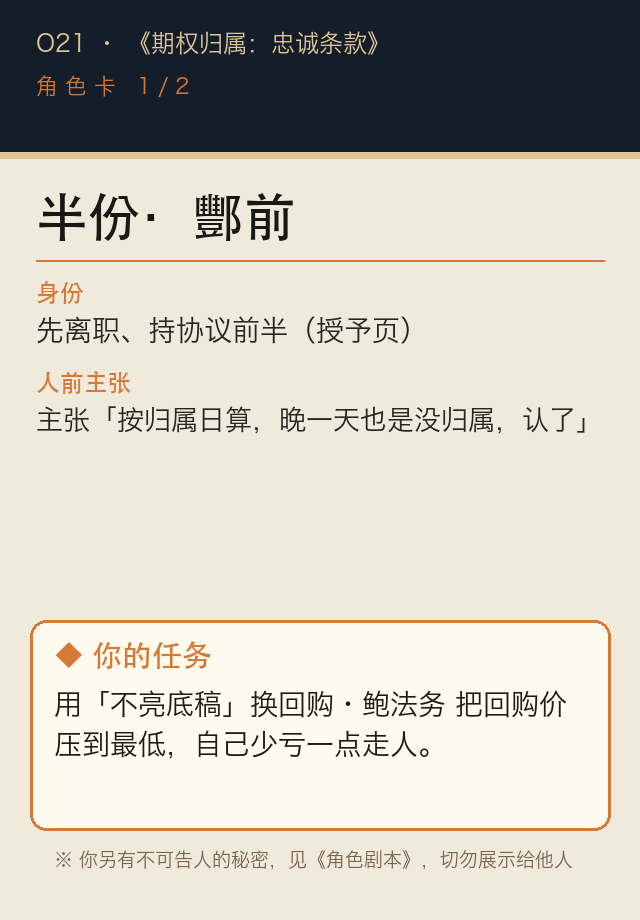 O21 · 《期权归属：忠诚条款》
角色卡 1/2
半份· 酆前
身份
先离职、持协议前半（授予页）
人前主张
主张「按归属日算，晚一天也是没归属，认了」
◆ 你的任务
用「不亮底稿」换回购·鲍法务 把回购价
压到最低，自己少亏一点走人。
※ 你另有不可告人的秘密，见《角色剧本》，切勿展示给他人